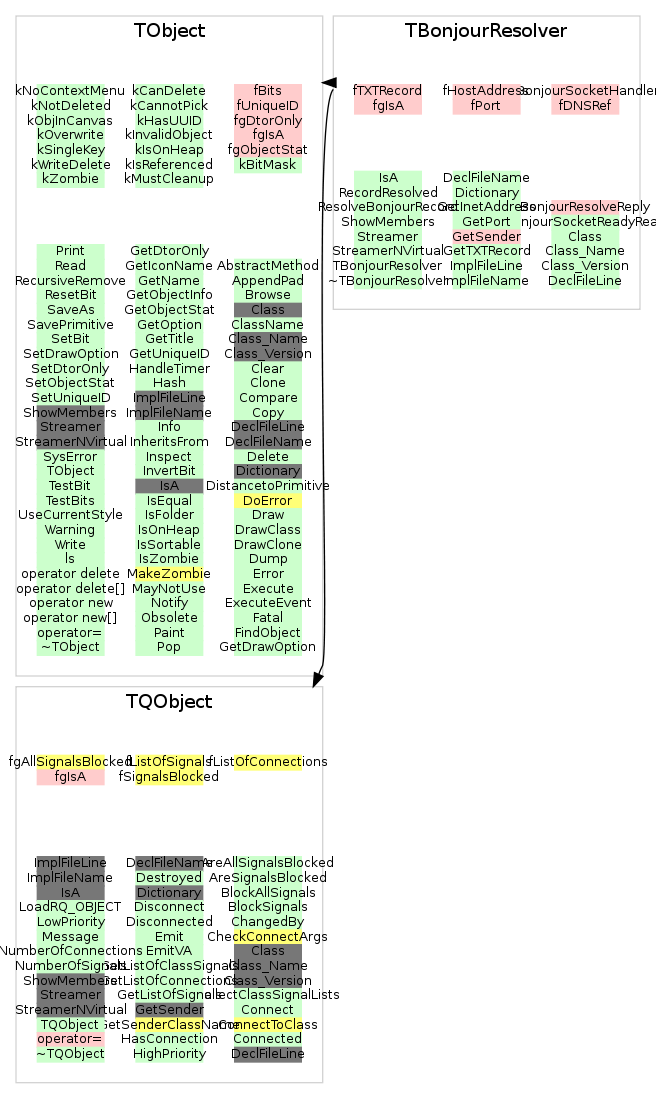 TObject
kNoContextMenu
kNotDeleted
kObjInCanvas
kOverwrite
kSingleKey
kWriteDelete
kZombie
kCanDelete
kCannotPick
kHasUUID
kInvalidObject
kIsOnHeap
kIsReferenced
kMustCleanup
fBits
fUniqueID
fgDtorOnly
fgIsA
fgObjectStat
kBitMask
Print
Read
RecursiveRemove
ResetBit
SaveAs
SavePrimitive
SetBit
SetDrawOption
SetDtorOnly
SetObjectStat
SetUniqueID
ShowMembers
Streamer
StreamerNVirtual
SysError
TObject
TestBit
TestBits
UseCurrentStyle
Warning
Write
ls
operator delete
operator delete[]
operator new
operator new[]
operator=
~TObject
GetDtorOnly
GetIconName
GetName
GetObjectInfo
GetObjectStat
GetOption
GetTitle
GetUniqueID
HandleTimer
Hash
ImplFileLine
ImplFileName
Info
InheritsFrom
Inspect
InvertBit
IsA
IsEqual
IsFolder
IsOnHeap
IsSortable
IsZombie
MakeZombie
MayNotUse
Notify
Obsolete
Paint
Pop
AbstractMethod
AppendPad
Browse
Class
ClassName
Class_Name
Class_Version
Clear
Clone
Compare
Copy
DeclFileLine
DeclFileName
Delete
Dictionary
DistancetoPrimitive
DoError
Draw
DrawClass
DrawClone
Dump
Error
Execute
ExecuteEvent
Fatal
FindObject
GetDrawOption
TBonjourResolver
fTXTRecord
fgIsA
fHostAddress
fPort
onjourSocketHandler
fDNSRef
IsA
RecordResolved
ResolveBonjourRecord
ShowMembers
Streamer
StreamerNVirtual
TBonjourResolver
~TBonjourResolver
DeclFileName
Dictionary
GetInetAddress
GetPort
GetSender
GetTXTRecord
ImplFileLine
ImplFileName
BonjourResolveReply
njourSocketReadyRea
Class
Class_Name
Class_Version
DeclFileLine
TQObject
fgAllSignalsBlocked
fgIsA
fListOfSignals
fSignalsBlocked
fListOfConnections
ImplFileLine
ImplFileName
IsA
LoadRQ_OBJECT
LowPriority
Message
NumberOfConnections
NumberOfSignals
ShowMembers
Streamer
StreamerNVirtual
TQObject
operator=
~TQObject
DeclFileName
Destroyed
Dictionary
Disconnect
Disconnected
Emit
EmitVA
GetListOfClassSignals
GetListOfConnections
GetListOfSignals
GetSender
GetSenderClassName
HasConnection
HighPriority
AreAllSignalsBlocked
AreSignalsBlocked
BlockAllSignals
BlockSignals
ChangedBy
CheckConnectArgs
Class
Class_Name
Class_Version
lectClassSignalLists
Connect
ConnectToClass
Connected
DeclFileLine